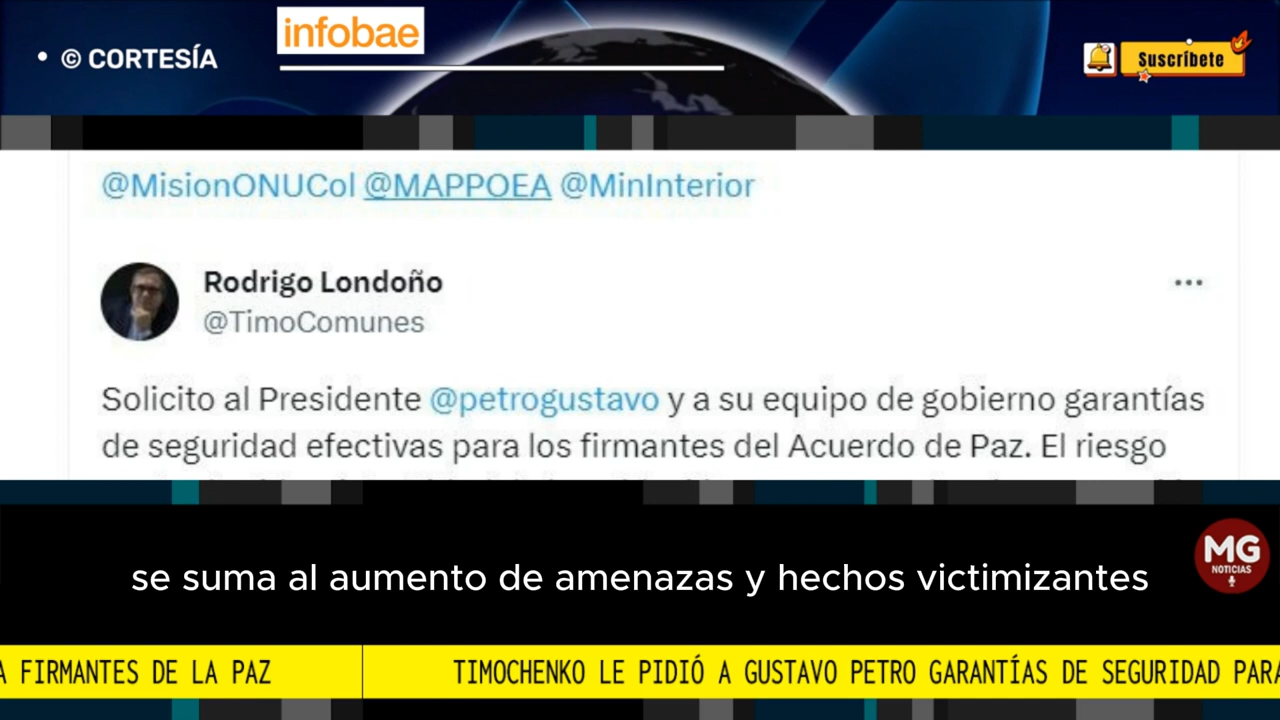 • © CORTESÍA
infobae
Suscríbete
@MisionONUCol @MAPPOEA @MinInterior
Rodrigo Londoño
@TimoComunes
Solicito al Presidente @petrogustavo y a su equipo de gobierno garantías
de seguridad efectivas para los firmantes del Acuerdo de Paz. El riesgo
se suma al aumento de amenazas y hechos victimizantes
MG
NOTICIAS
A FIRMANTES DE LA PAZ
TIMOCHENKO LE PIDIÓ A GUSTAVO PETRO GARANTÍAS DE SEGURIDAD PARA